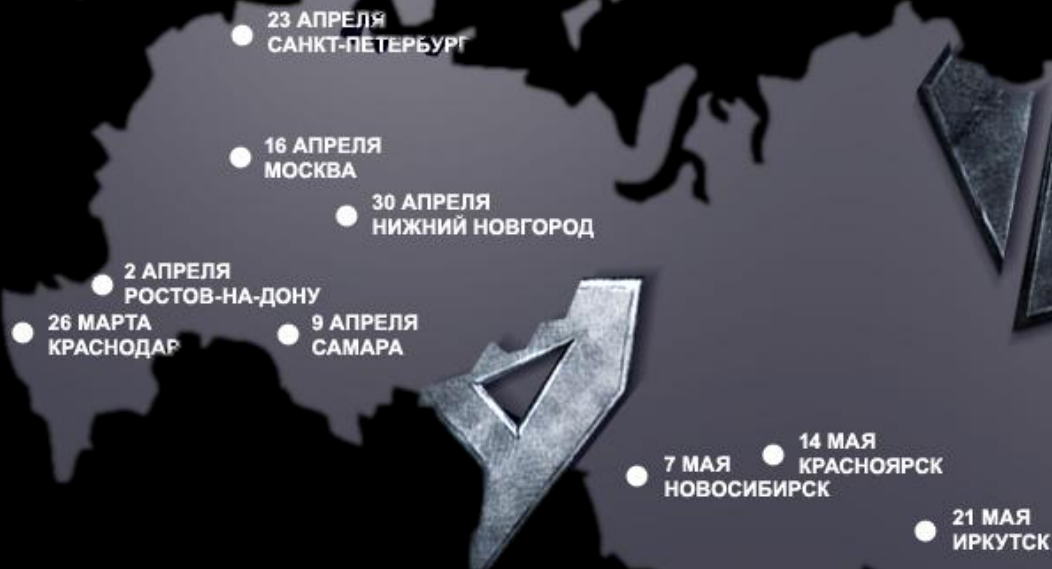 23 АПРЕЛЯ
САНКТ-ПЕТЕРБУРГ
16 АПРЕЛЯ
МОСКВА
30 АПРЕЛЯ
НИЖНИЙ НОВГОРОД
2 АПРЕЛЯ
РОСТОВ-НА-ДОНУ
26 МАРТА
КРАСНОДАР
9 АПРЕЛЯ
САМАРА
14 МАЯ
КРАСНОЯРСК
7 МАЯ
НОВОСИБИРСК
21 МАЯ
ИРКУТСК